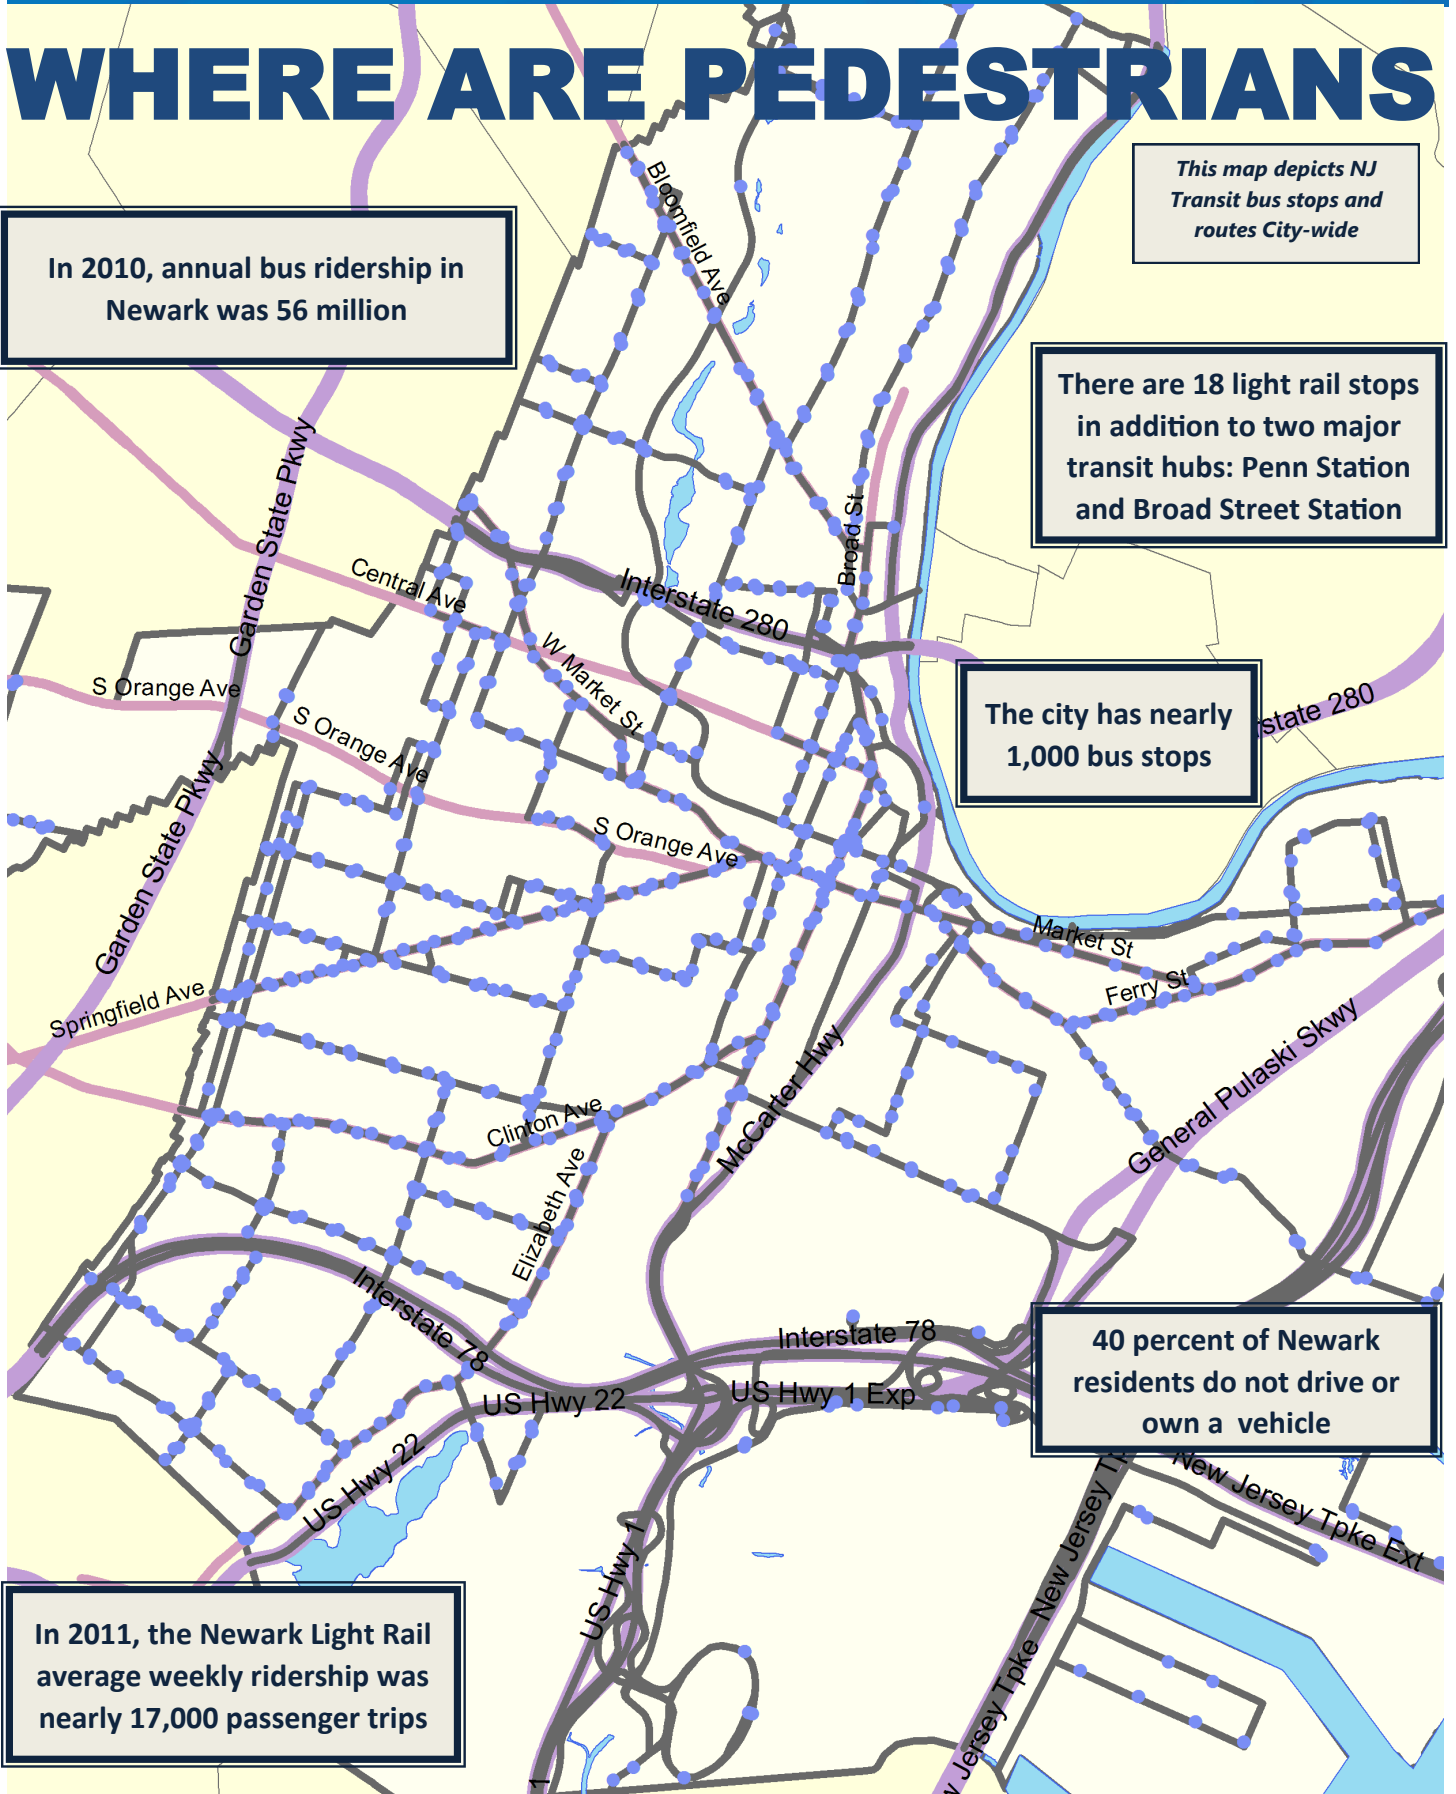 WHERE ARE PEDESTRIANS
This map depicts NJ
Transit bus stops and
routes City-wide
Bloomfield Ave
In 2010, annual bus ridership in
Newark was 56 million
There are 18 light rail stops
in addition to two major
transit hubs: Penn Station
and Broad Street Station
Garden State Pkwy
Broad St
Central Ave
Interstate 280
W Market St
S Orange Ave
S Orange Ave
The city has nearly
1,000 bus stops
rstate 280
Garden State Pkwy
S Orange Ave
Market St
Ferry St
Springfield Ave
General Pulaski Skwy
McCarter Hwy
Clinton Ave
Elizabeth Ave
Interstate 78
Interstate 78
40 percent of Newark
residents do not drive or
own a vehicle
US Hwy 22
US Hwy 1 Exp
US Hwy 22
New Jersey Tpke Ext
New Jersey Tp
US Hwy 1
In 2011, the Newark Light Rail
average weekly ridership was
nearly 17,000 passenger trips
w Jersey Tpke
1